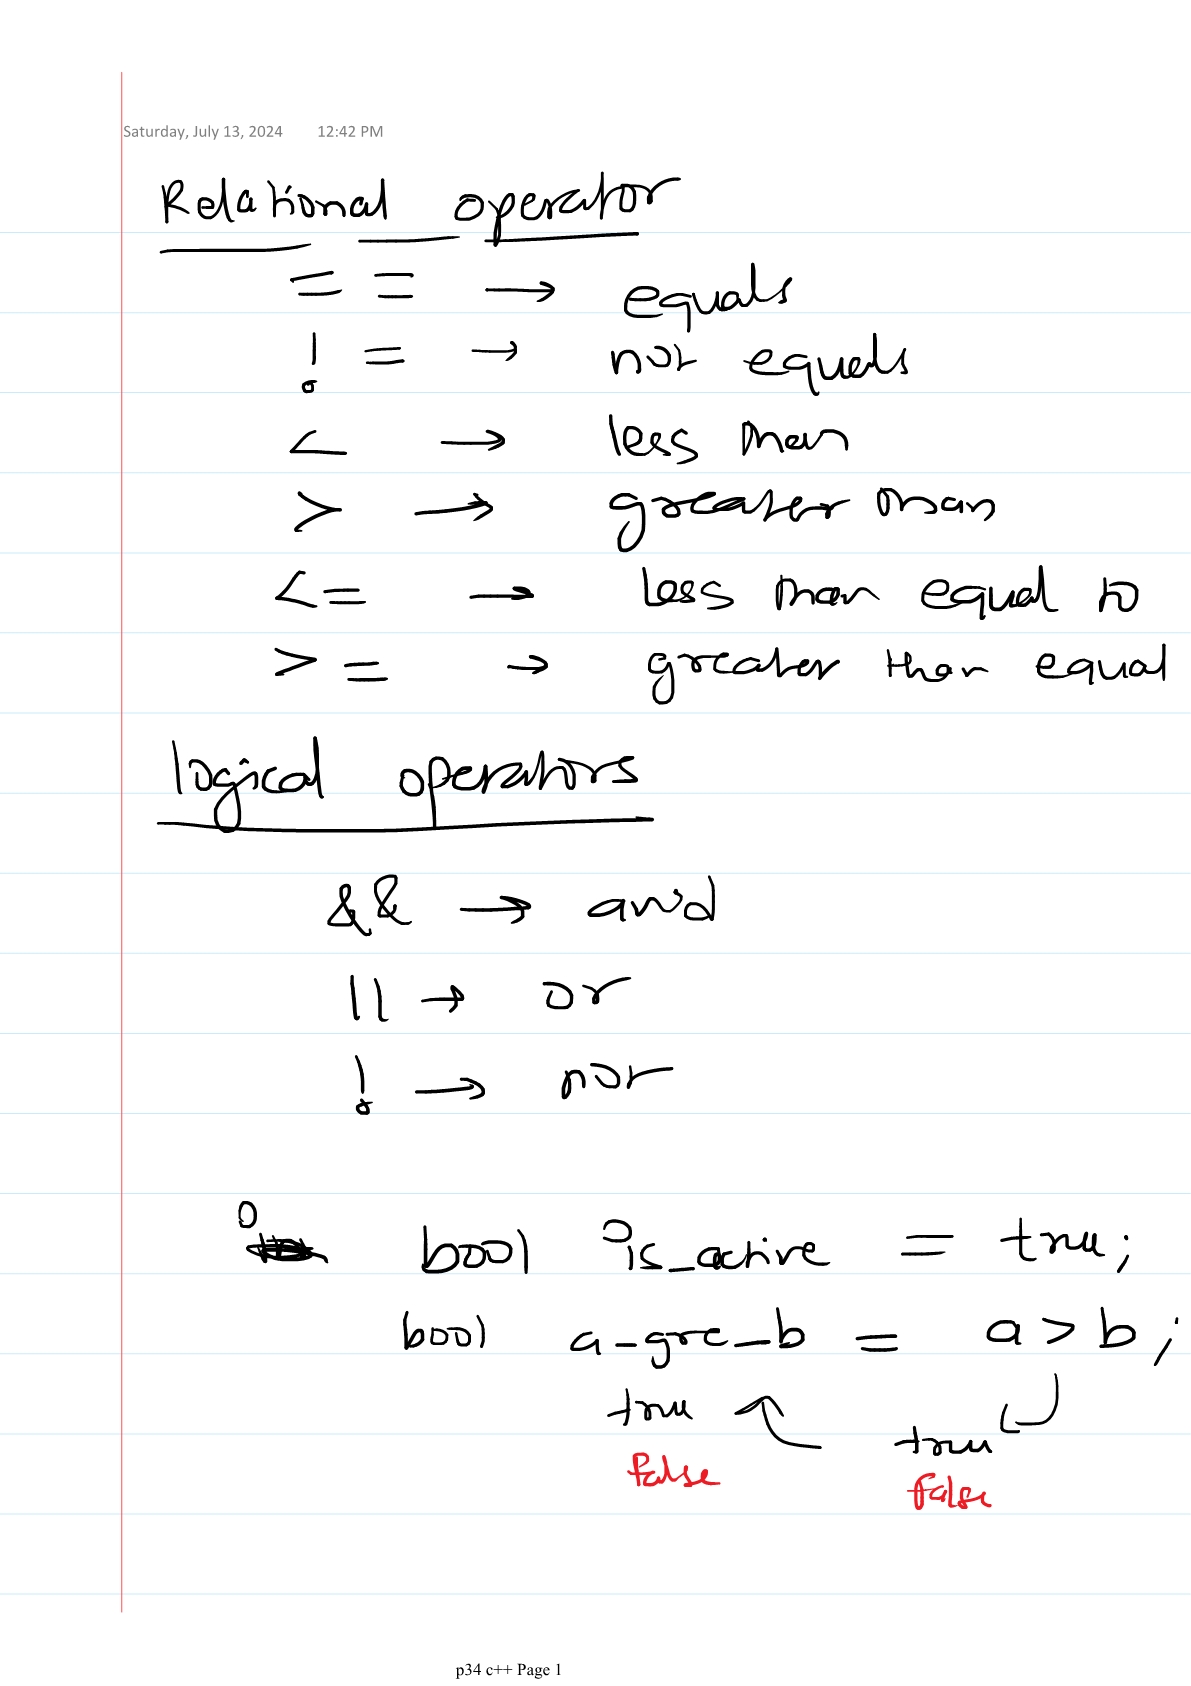 Saturday, July 13, 2024 12:42 PM
Relational operator
== → equals
!= → not equals
< → less than
> → greater than
<= → less than equal to
>= → greater than equal
logical operators
&& → and
|| → or
! → not
bool is_active = true;
bool a_gre_b = a > b;
true true
false false
p34 c++ Page 1